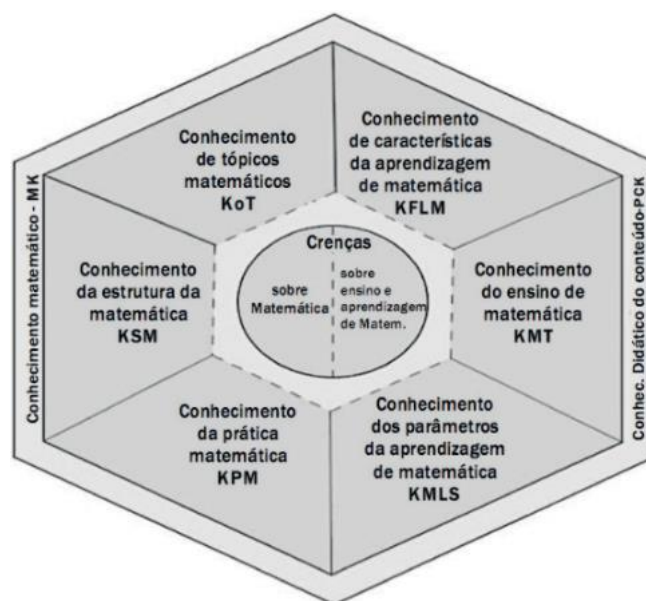 Conhecimento matemático - MK
Conhecimento
de tópicos
matemáticos
KoT
Conhecimento
de características
da aprendizagem
de matemática
KFLM
Conhecimento
da estrutura da
matemática
KSM
Crenças
sobre
Matemática
sobre
ensino e
aprendizagem
de Matem.
Conhecimento
do ensino de
matemática
KMT
Conhecimento
da prática
matemática
KPM
Conhecimento
dos parâmetros
da aprendizagem
de matemática
KMLS
Conhec. Didático do conteúdo-PCK